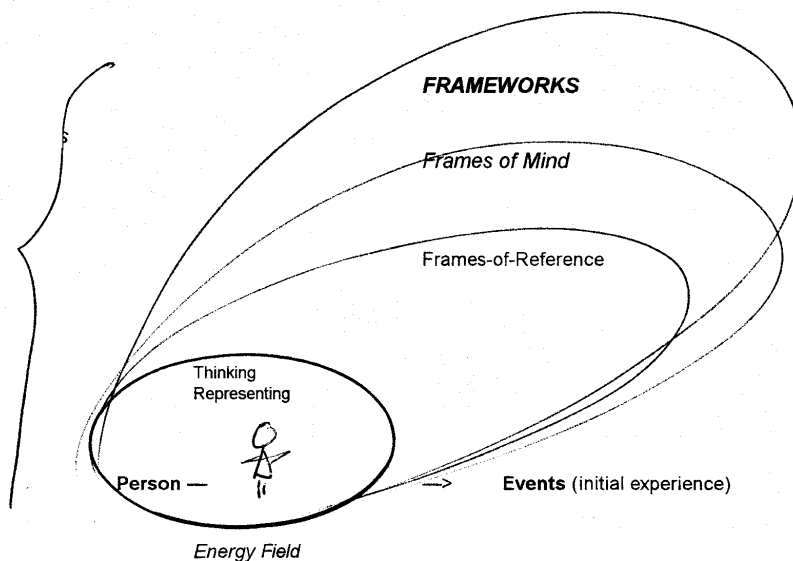 FRAMEWORKS
Frames of Mind
Frames-of-Reference
Thinking
Representing
Person — —> Events (initial experience)
Energy Field